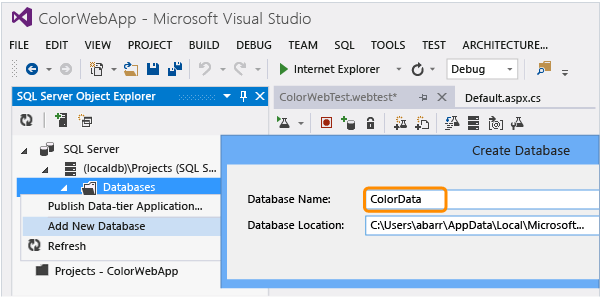 ColorWebApp - Microsoft Visual Studio
FILE EDIT VIEW PROJECT BUILD DEBUG TEAM SQL TOOLS TEST ARCHITECTURE...
Internet Explorer Debug
SQL Server Object Explorer
ColorWebTest.webtest* Default.aspx.cs
SQL Server
(localdb)\Projects (SQL S...
Databases
Publish Data-tier Application...
Add New Database
Refresh
Projects - ColorWebApp
Create Database
Database Name: ColorData
Database Location: C:\Users\abarr\AppData\Local\Microsoft...